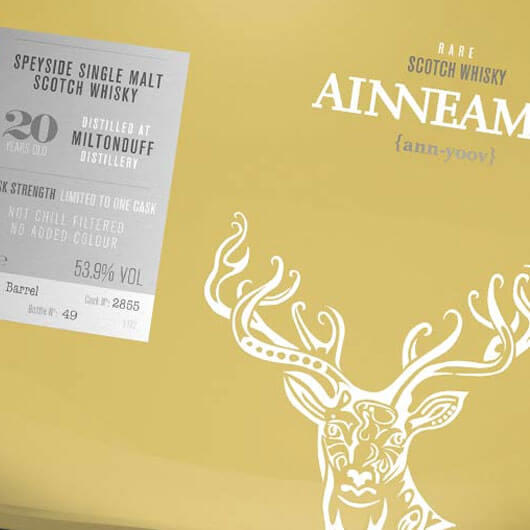 SPEYSIDE SINGLE MALT
SCOTCH WHISKY
20
YEARS OLD
DISTILLED AT
MILTONDUFF
DISTILLERY
SK STRENGTH LIMITED TO ONE CASK
NOT CHILL FILTERED
NO ADDED COLOUR
53.9% VOL
Barrel
Cask Nº: 2855
Bottle Nº: 49
RARE
SCOTCH WHISKY
AINNEAM
{ann-yoov}